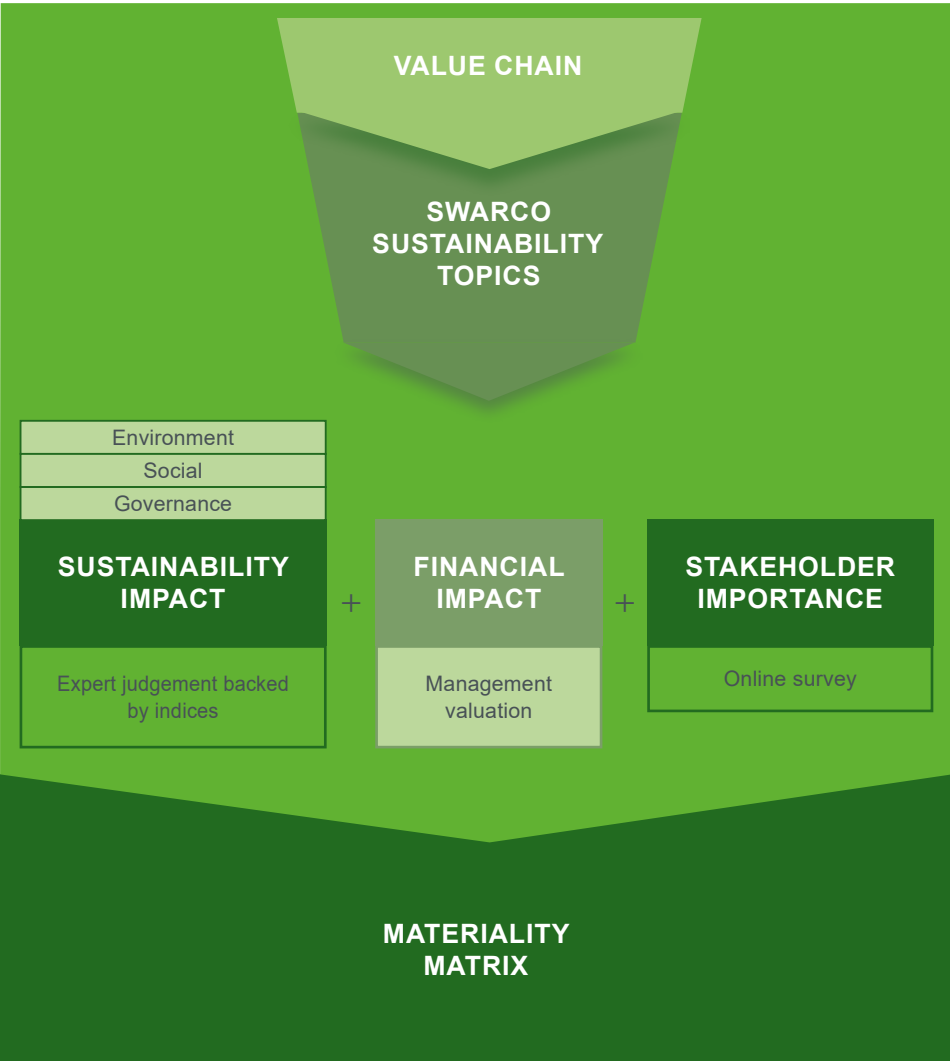 VALUE CHAIN
SWARCO
SUSTAINABILITY
TOPICS
Environment
Social
Governance
SUSTAINABILITY
IMPACT
Expert judgement backed
by indices
+
FINANCIAL
IMPACT
Management
valuation
+
STAKEHOLDER
IMPORTANCE
Online survey
MATERIALITY
MATRIX